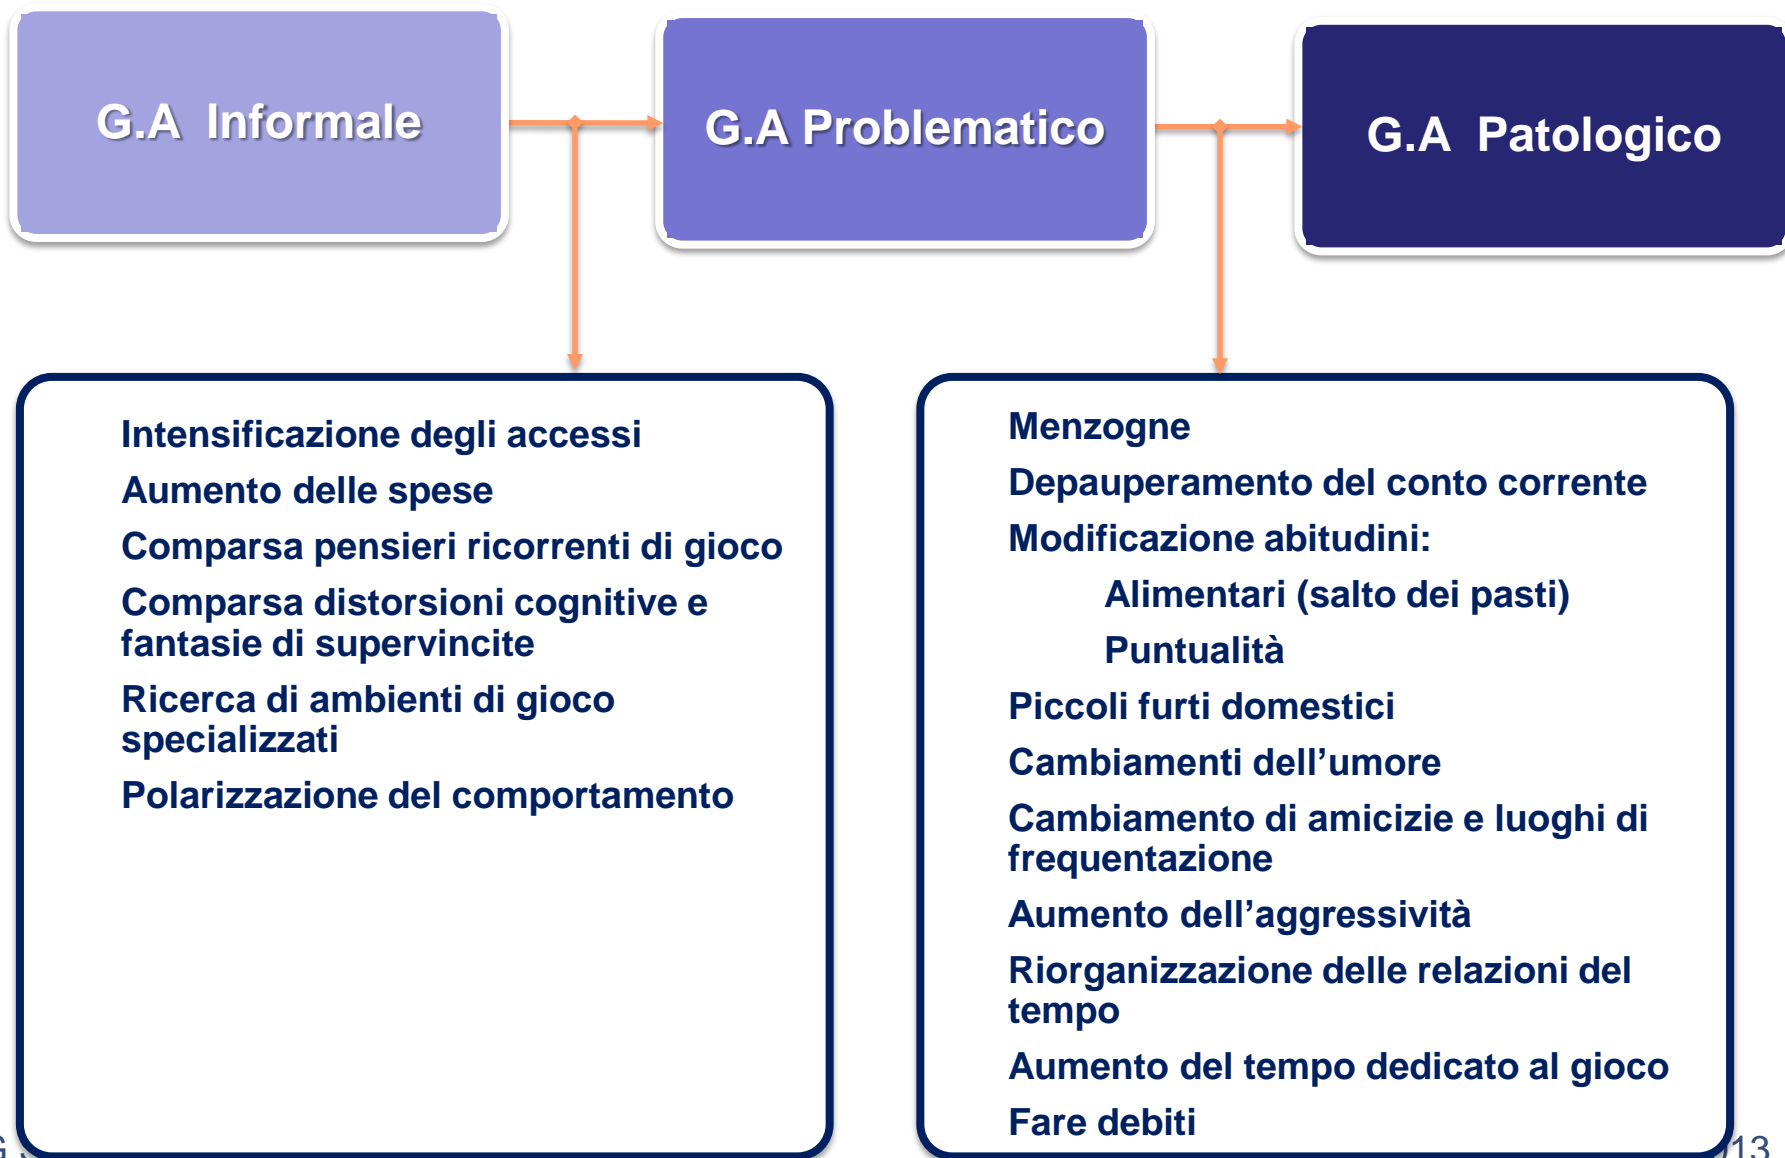 G.A Informale
G.A Problematico
G.A Patologico
Intensificazione degli accessi
Aumento delle spese
Comparsa pensieri ricorrenti di gioco
Comparsa distorsioni cognitive e
fantasie di supervincite
Ricerca di ambienti di gioco
specializzati
Polarizzazione del comportamento
Menzogne
Depauperamento del conto corrente
Modificazione abitudini:
Alimentari (salto dei pasti)
Puntualità
Piccoli furti domestici
Cambiamenti dell’umore
Cambiamento di amicizie e luoghi di
frequentazione
Aumento dell’aggressività
Riorganizzazione delle relazioni del
tempo
Aumento del tempo dedicato al gioco
Fare debiti